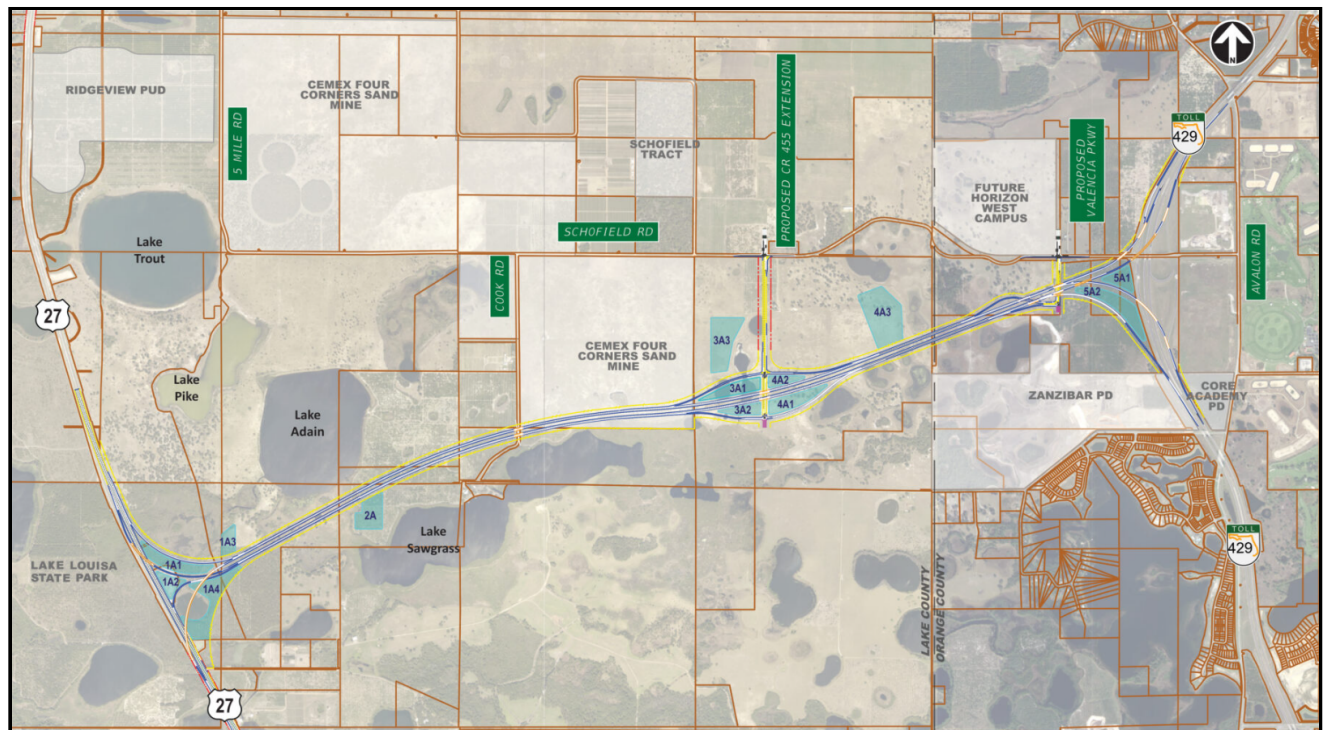 RIDGEVIEW PUD
5 MILE RD
CEMEX FOUR
CORNERS SAND
MINE
SCHOFIELD
TRACT
PROPOSED CR 455 EXTENSION
PROPOSED
VALENCIA PKWY
TOLL
429
N
FUTURE
HORIZON
WEST
CAMPUS
AVALON RD
SCHOFIELD RD
COOK RD
Lake
Trout
27
Lake
Pike
Lake
Adain
CEMEX FOUR
CORNERS SAND
MINE
3A3
4A3
5A1
5A2
3A1
4A2
3A2
4A1
ZANZIBAR PD
CORE
ACADEMY
PD
2A
Lake
Sawgrass
1A3
1A1
1A2
1A4
LAKE LOUISA
STATE PARK
27
LAKE COUNTY
ORANGE COUNTY
TOLL
429